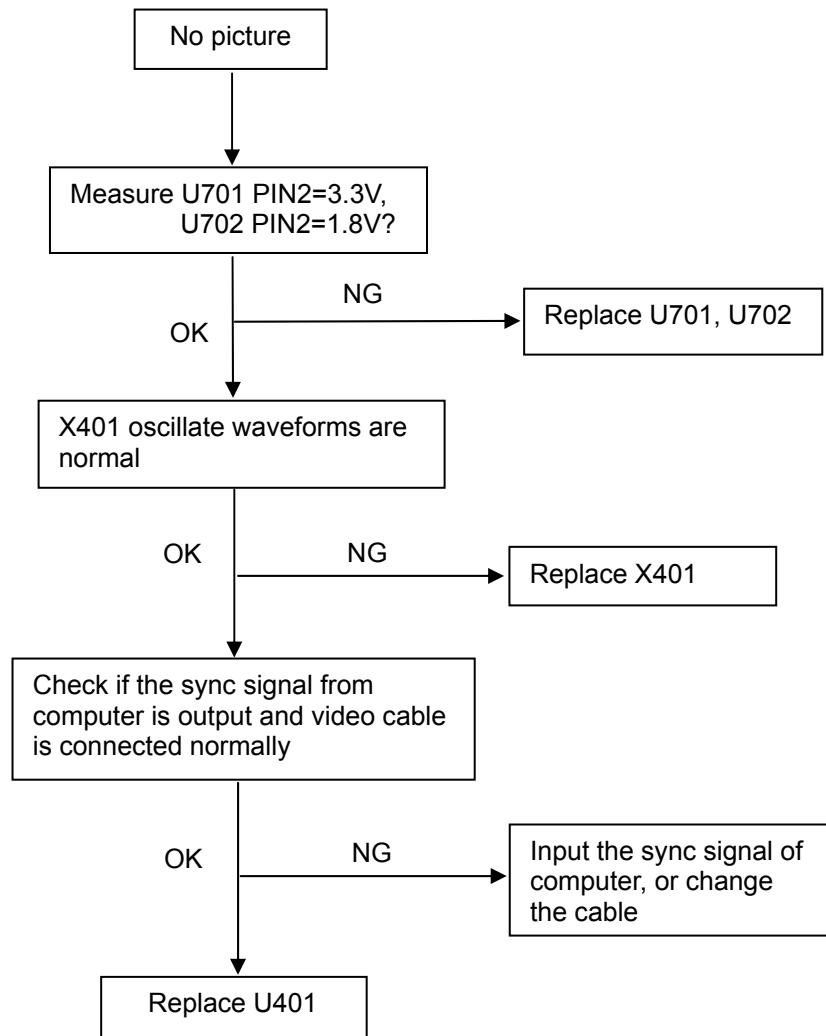 No picture
Measure U701 PIN2=3.3V,
U702 PIN2=1.8V?
NG
OK
Replace U701, U702
X401 oscillate waveforms are
normal
OK
NG
Replace X401
Check if the sync signal from
computer is output and video cable
is connected normally
OK
NG
Input the sync signal of
computer, or change
the cable
Replace U401